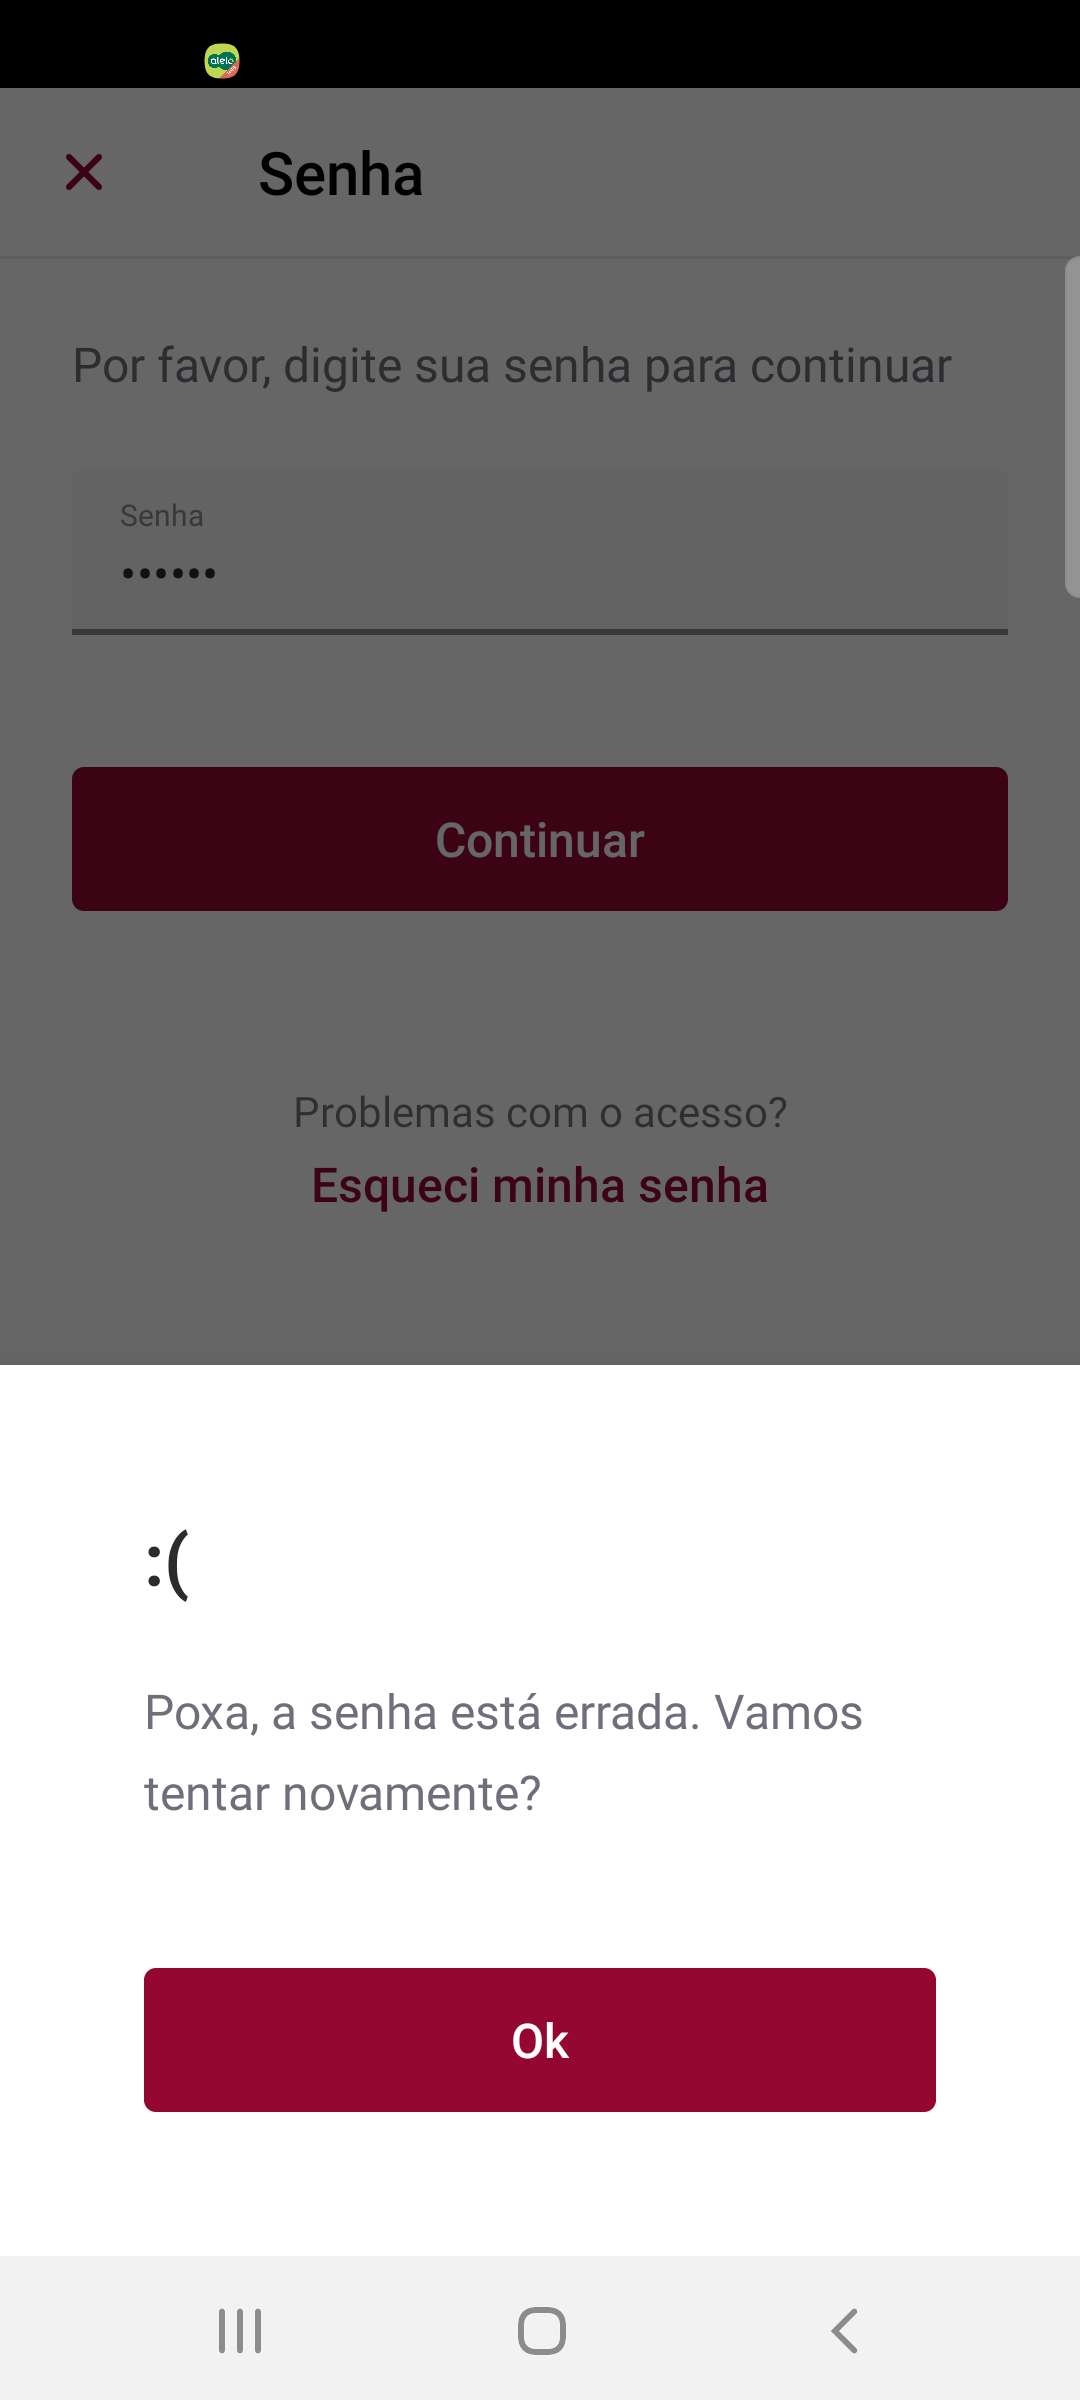 alelo
Senha
Por favor, digite sua senha para continuar
Senha
••••••
Continuar
Problemas com o acesso?
Esqueci minha senha
:(
Poxa, a senha está errada. Vamos
tentar novamente?
Ok